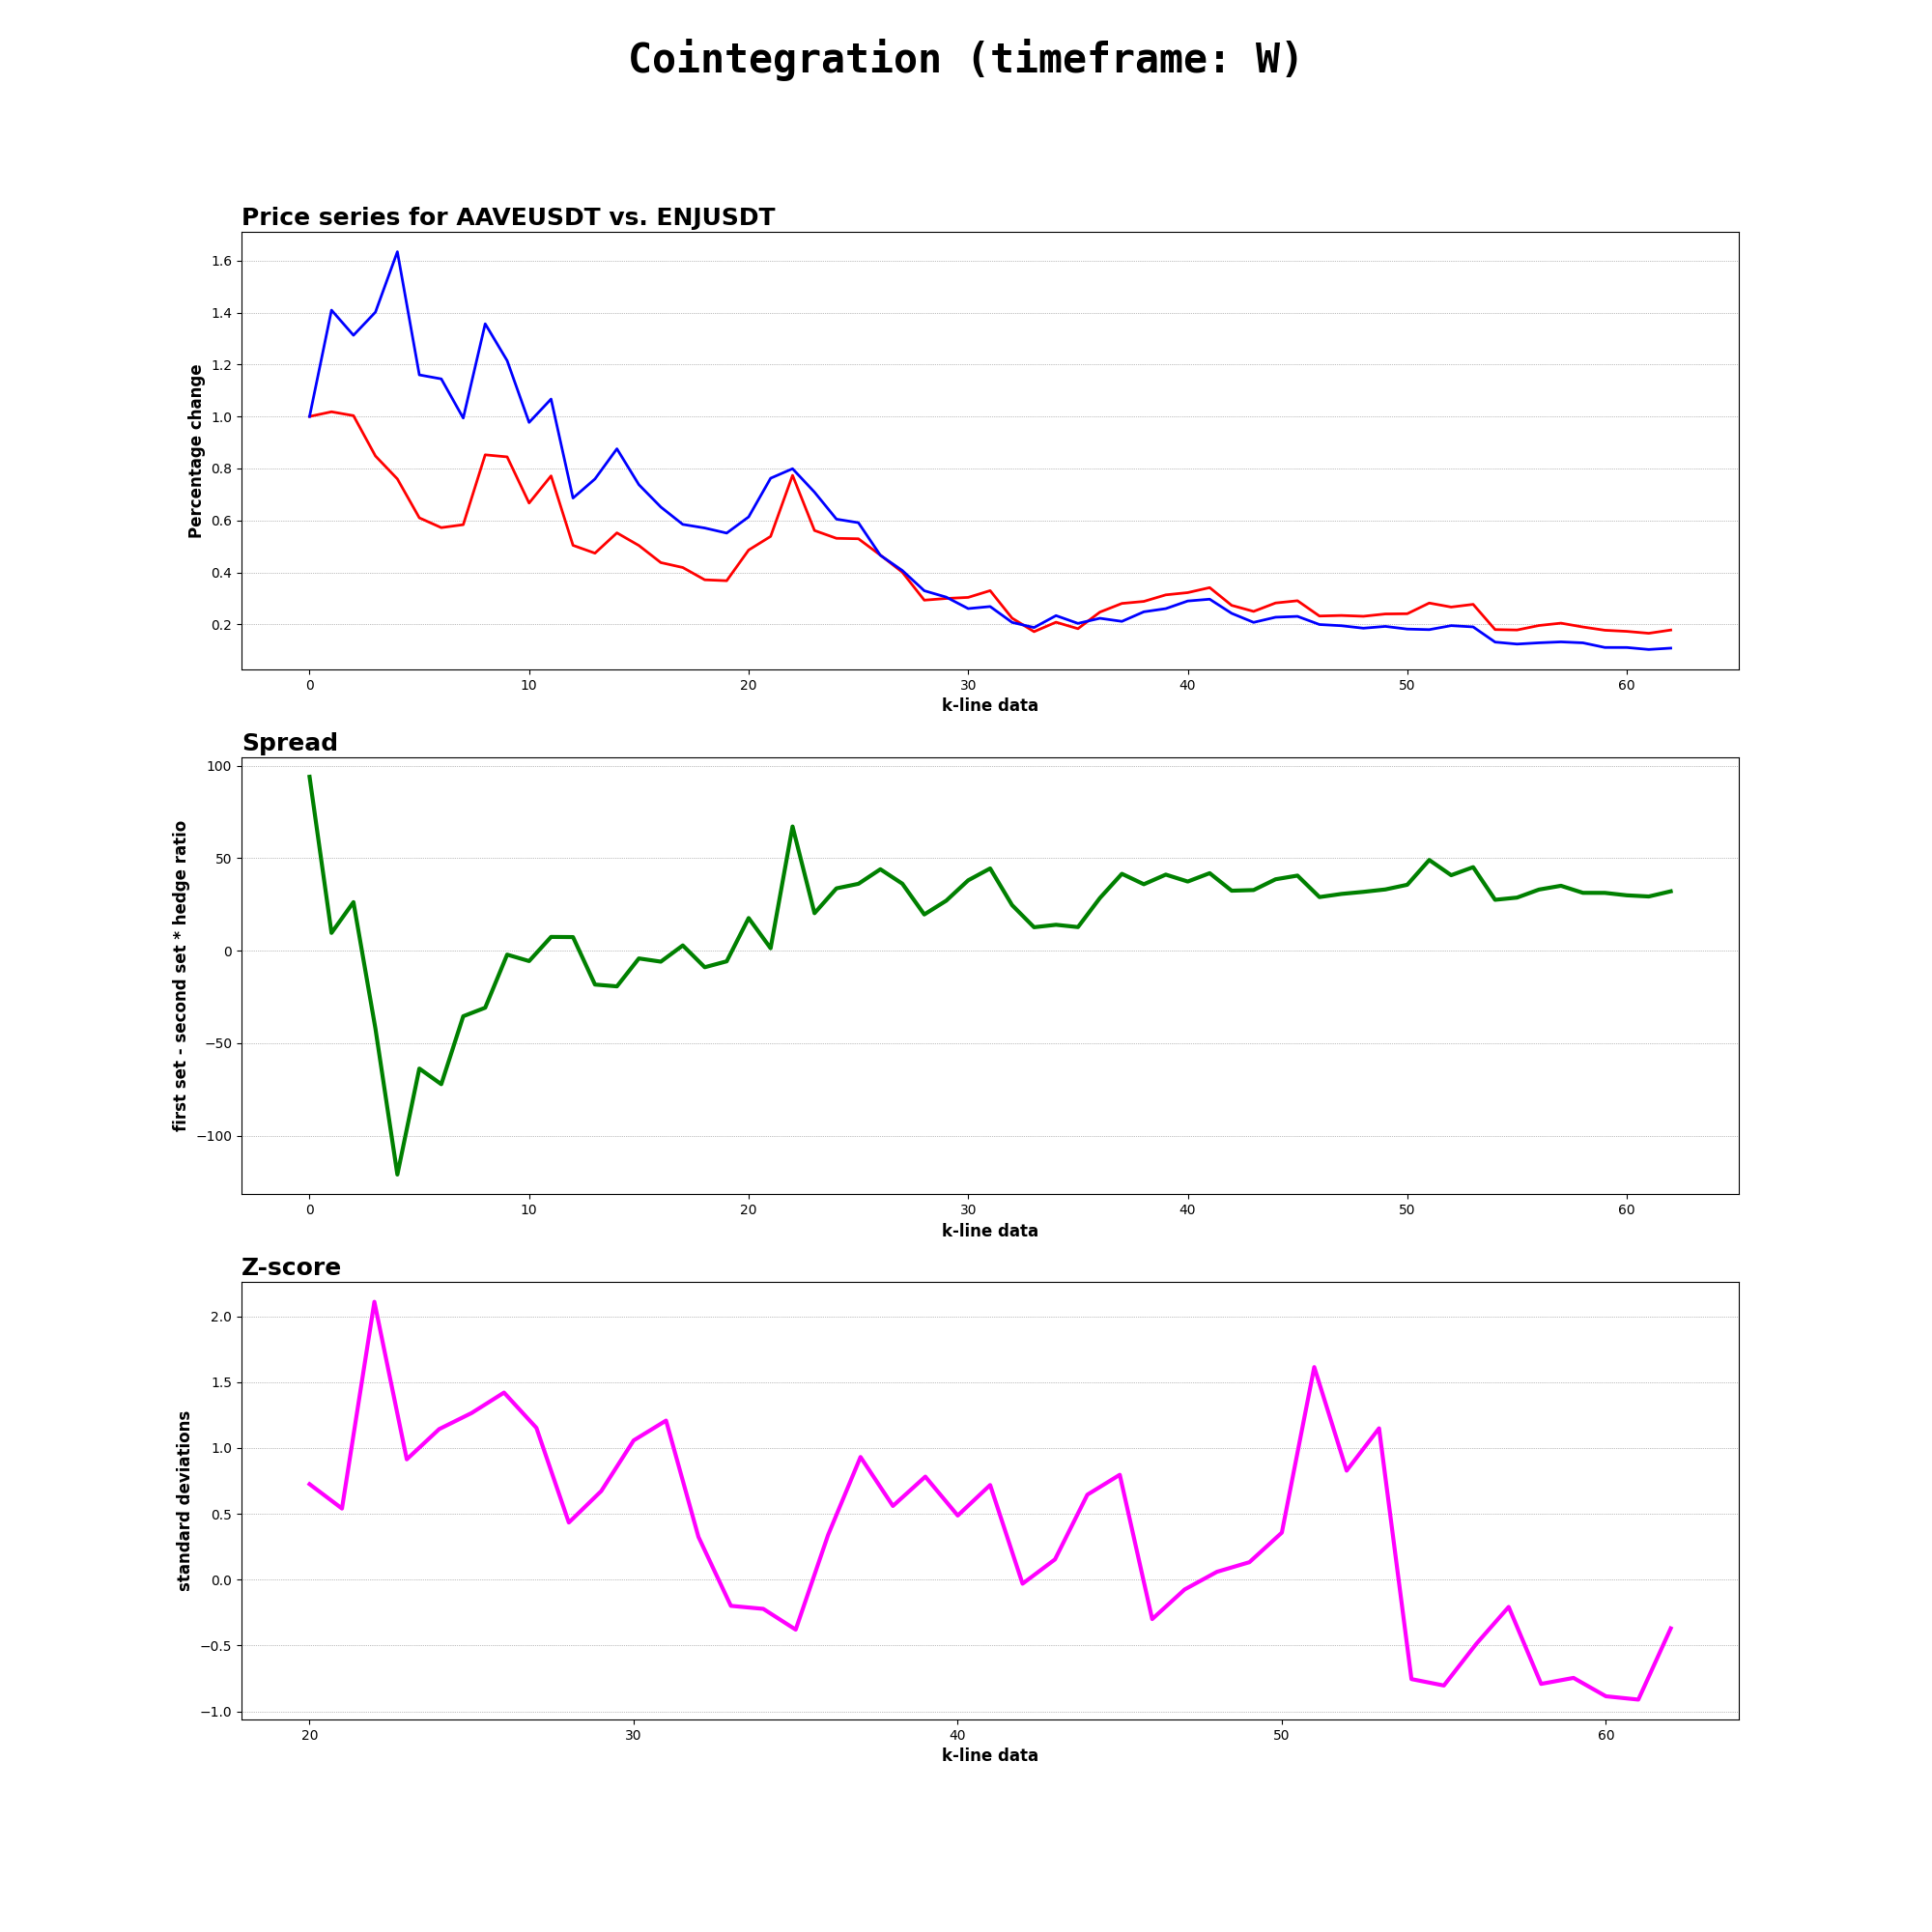 Cointegration (timeframe: W)
Price series for AAVEUSDT vs. ENJUSDT
Percentage change
1.6
1.4
1.2
1.0
0.8
0.6
0.4
0.2
0 10 20 30 40 50 60
k-line data
Spread
first set - second set * hedge ratio
100
50
0
−50
−100
0 10 20 30 40 50 60
k-line data
Z-score
standard deviations
2.0
1.5
1.0
0.5
0.0
−0.5
−1.0
20 30 40 50 60
k-line data